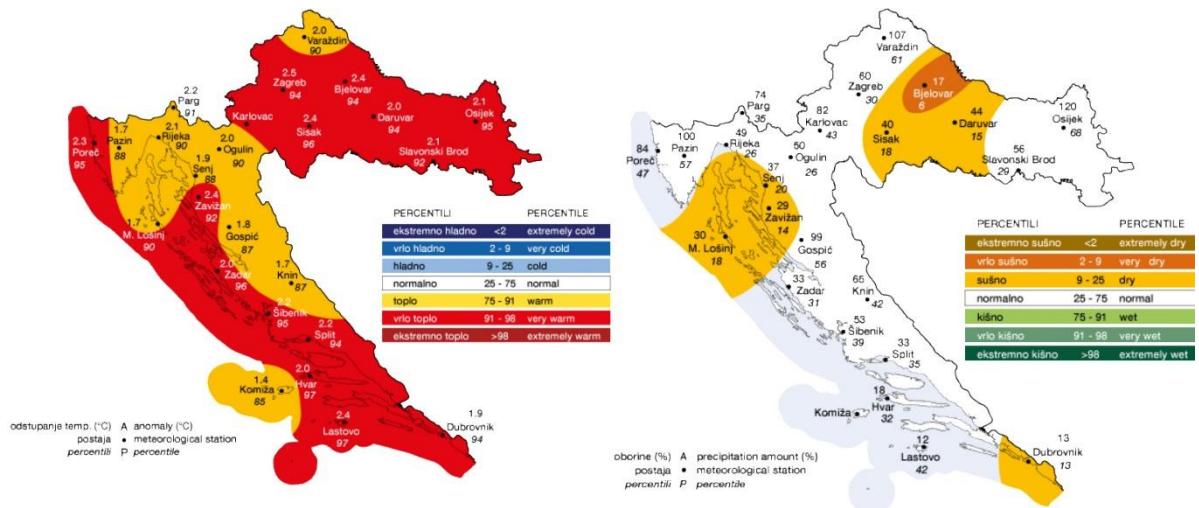 2.0
Varaždin
90
2.5
Zagreb
94
2.4
Bjelovar
94
2.0
Daruvar
94
2.1
Osijek
95
2.2
Parg
91
Karlovac
2.4
Sisak
96
2.1
Slavonski Brod
92
2.3
Poreč
95
1.7
Pazin
88
2.1
Rijeka
90
2.0
Ogulin
90
1.9
Senj
88
2.4
Zavižan
92
1.7
M. Lošinj
90
1.8
Gospić
87
2.0
Zadar
96
1.7
Knin
87
2.2
Šibenik
95
2.2
Split
94
2.0
Hvar
97
1.4
Komiža
85
2.4
Lastovo
97
1.9
Dubrovnik
94
PERCENTILI PERCENTILE
ekstremno hladno <2 extremely cold
vrlo hladno 2 - 9 very cold
hladno 9 - 25 cold
normalno 25 - 75 normal
toplo 75 - 91 warm
vrlo toplo 91 - 98 very warm
ekstremno toplo >98 extremely warm
odstupanje temp. (°C) A anomaly (°C)
postaja • meteorological station
percentili P percentile
107
Varaždin
61
60
Zagreb
30
17
Bjelovar
6
44
Daruvar
15
120
Osijek
68
74
Parg
35
82
Karlovac
43
40
Sisak
18
56
Slavonski Brod
29
84
Poreč
47
100
Pazin
57
49
Rijeka
26
50
Ogulin
26
37
Senj
20
29
Zavižan
14
30
M. Lošinj
18
99
Gospić
56
33
Zadar
31
65
Knin
42
53
Šibenik
39
33
Split
35
18
Hvar
32
Komiža
12
Lastovo
42
13
Dubrovnik
13
PERCENTILI PERCENTILE
ekstremno sušno <2 extremely dry
vrlo sušno 2 - 9 very dry
sušno 9 - 25 dry
normalno 25 - 75 normal
kišno 75 - 91 wet
vrlo kišno 91 - 98 very wet
ekstremno kišno >98 extremely wet
oborine (%) A precipitation amount (%)
postaja • meteorological station
percentili P percentile